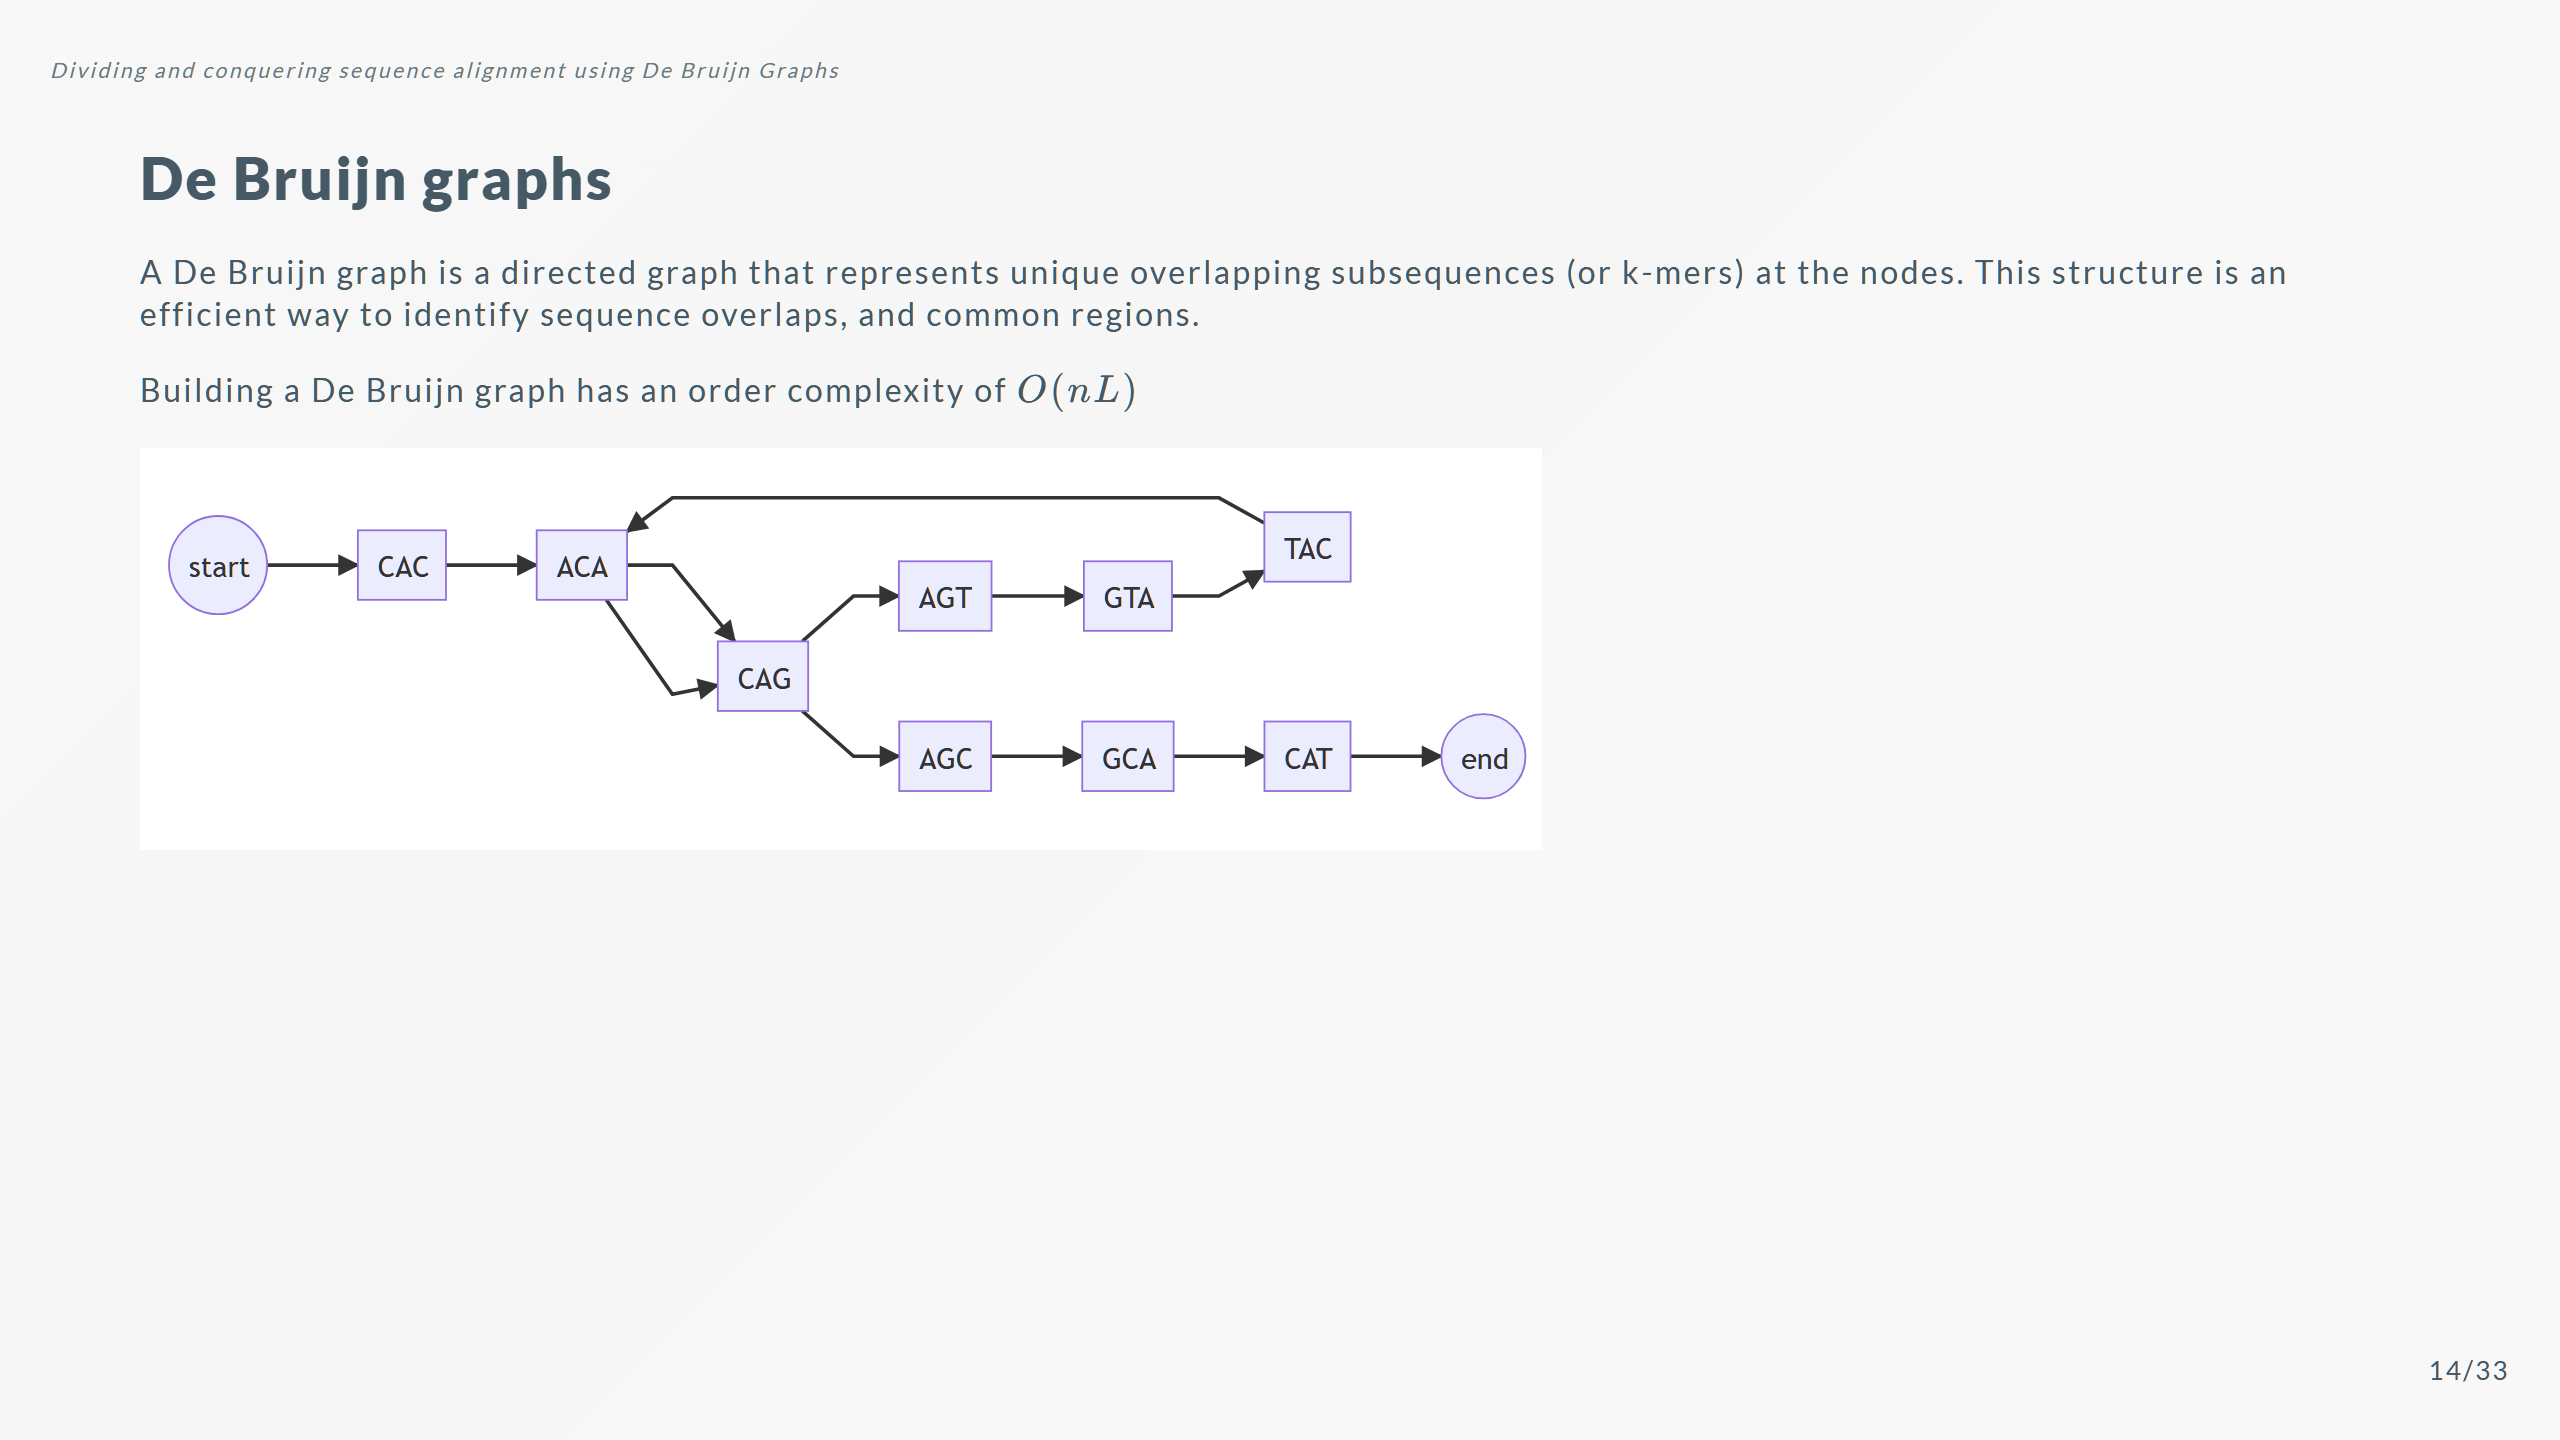 Dividing and conquering sequence alignment using De Bruijn Graphs
De Bruijn graphs
A De Bruijn graph is a directed graph that represents unique overlapping subsequences (or k-mers) at the nodes. This structure is an
efficient way to identify sequence overlaps, and common regions.
Building a De Bruijn graph has an order complexity of O(nL)
TAC
start CAC ACA
AGT GTA
CAG
AGC GCA CAT end
14/33